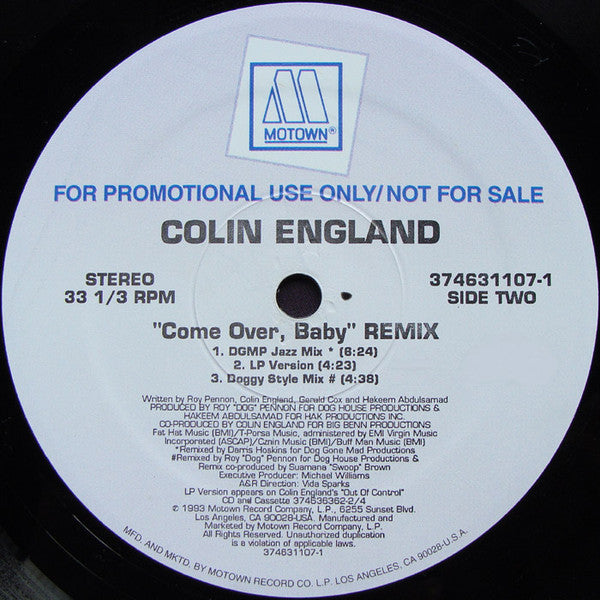 MOTOWN®
FOR PROMOTIONAL USE ONLY/NOT FOR SALE
COLIN ENGLAND
STEREO
33 1/3 RPM
374631107-1
SIDE TWO
"Come Over, Baby" REMIX
1. DGMP Jazz Mix * (6:24)
2. LP Version (4:23)
3. Doggy Style Mix # (4:38)
Written by Roy Pennon, Colin England, Gerald Cox and Hakeem Abdulsamad
PRODUCED BY ROY "DOG" PENNON FOR DOG HOUSE PRODUCTIONS &
HAKEEM ABDULSAMAD FOR HAK PRODUCTIONS INC.
CO-PRODUCED BY COLIN ENGLAND FOR BIG BENN PRODUCTIONS
Fat Hat Music (BMI)/T-Porsa Music, administered by EMI Virgin Music
Incorporated (ASCAP)/Cznin Music (BMI)/Buff Man Music (BMI)
*Remixed by Darris Hoskins for Dog Gone Mad Productions
#Remixed by Roy "Dog" Pennon for Dog House Productions &
Remix co-produced by Suamana "Swoop" Brown
Executive Producer: Michael Williams
A&R Direction: Vida Sparks
LP Version appears on Colin England's "Out Of Control"
CD and Cassette 374636362-2/4
℗ 1993 Motown Record Company, L.P., 6255 Sunset Blvd.
Los Angeles, CA 90028-USA. Manufactured and
Marketed by Motown Record Company, L.P.
All Rights Reserved. Unauthorized duplication
is a violation of applicable laws.
374631107-1
MFD. AND MKTD. BY MOTOWN RECORD CO. L.P. LOS ANGELES, CA 90028-U.S.A.